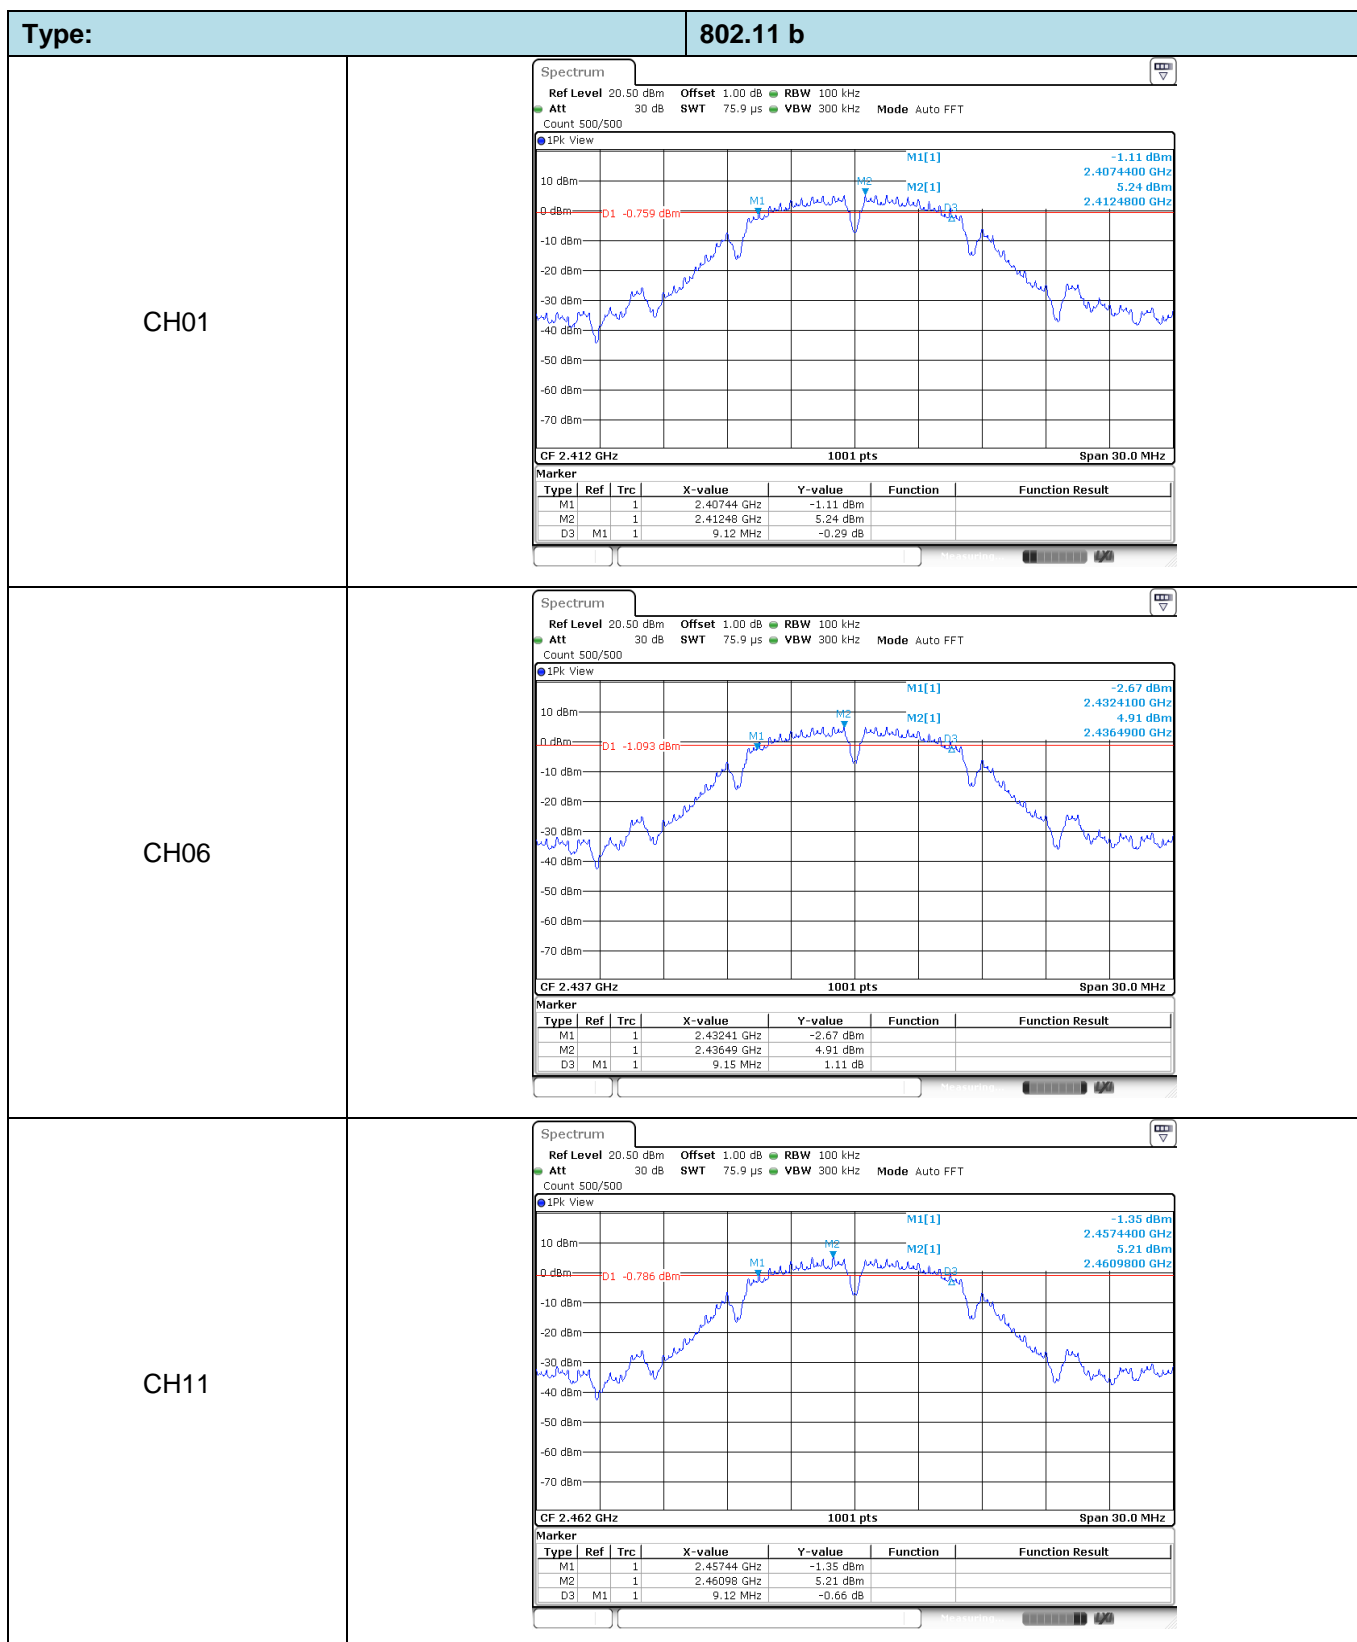 Type: 802.11 b
CH01
Spectrum
Ref Level 20.50 dBm Offset 1.00 dB RBW 100 kHz
Att 30 dB SWT 75.9 µs VBW 300 kHz Mode Auto FFT
Count 500/500
1Pk View
M1[1] -1.11 dBm
2.4074400 GHz
M2[1] 5.24 dBm
2.4124800 GHz
10 dBm
M2
M1
D3
0 dBm
D1 -0.759 dBm
-10 dBm
-20 dBm
-30 dBm
-40 dBm
-50 dBm
-60 dBm
-70 dBm
CF 2.412 GHz 1001 pts Span 30.0 MHz
Marker
Type Ref Trc X-value Y-value Function Function Result
M1 1 2.40744 GHz -1.11 dBm
M2 1 2.41248 GHz 5.24 dBm
D3 M1 1 9.12 MHz -0.29 dB
Measuring...
CH06
Spectrum
Ref Level 20.50 dBm Offset 1.00 dB RBW 100 kHz
Att 30 dB SWT 75.9 µs VBW 300 kHz Mode Auto FFT
Count 500/500
1Pk View
M1[1] -2.67 dBm
2.4324100 GHz
M2[1] 4.91 dBm
2.4364900 GHz
10 dBm
M2
M1
D3
0 dBm
D1 -1.093 dBm
-10 dBm
-20 dBm
-30 dBm
-40 dBm
-50 dBm
-60 dBm
-70 dBm
CF 2.437 GHz 1001 pts Span 30.0 MHz
Marker
Type Ref Trc X-value Y-value Function Function Result
M1 1 2.43241 GHz -2.67 dBm
M2 1 2.43649 GHz 4.91 dBm
D3 M1 1 9.15 MHz 1.11 dB
Measuring...
CH11
Spectrum
Ref Level 20.50 dBm Offset 1.00 dB RBW 100 kHz
Att 30 dB SWT 75.9 µs VBW 300 kHz Mode Auto FFT
Count 500/500
1Pk View
M1[1] -1.35 dBm
2.4574400 GHz
M2[1] 5.21 dBm
2.4609800 GHz
10 dBm
M2
M1
D3
0 dBm
D1 -0.786 dBm
-10 dBm
-20 dBm
-30 dBm
-40 dBm
-50 dBm
-60 dBm
-70 dBm
CF 2.462 GHz 1001 pts Span 30.0 MHz
Marker
Type Ref Trc X-value Y-value Function Function Result
M1 1 2.45744 GHz -1.35 dBm
M2 1 2.46098 GHz 5.21 dBm
D3 M1 1 9.12 MHz -0.66 dB
Measuring...